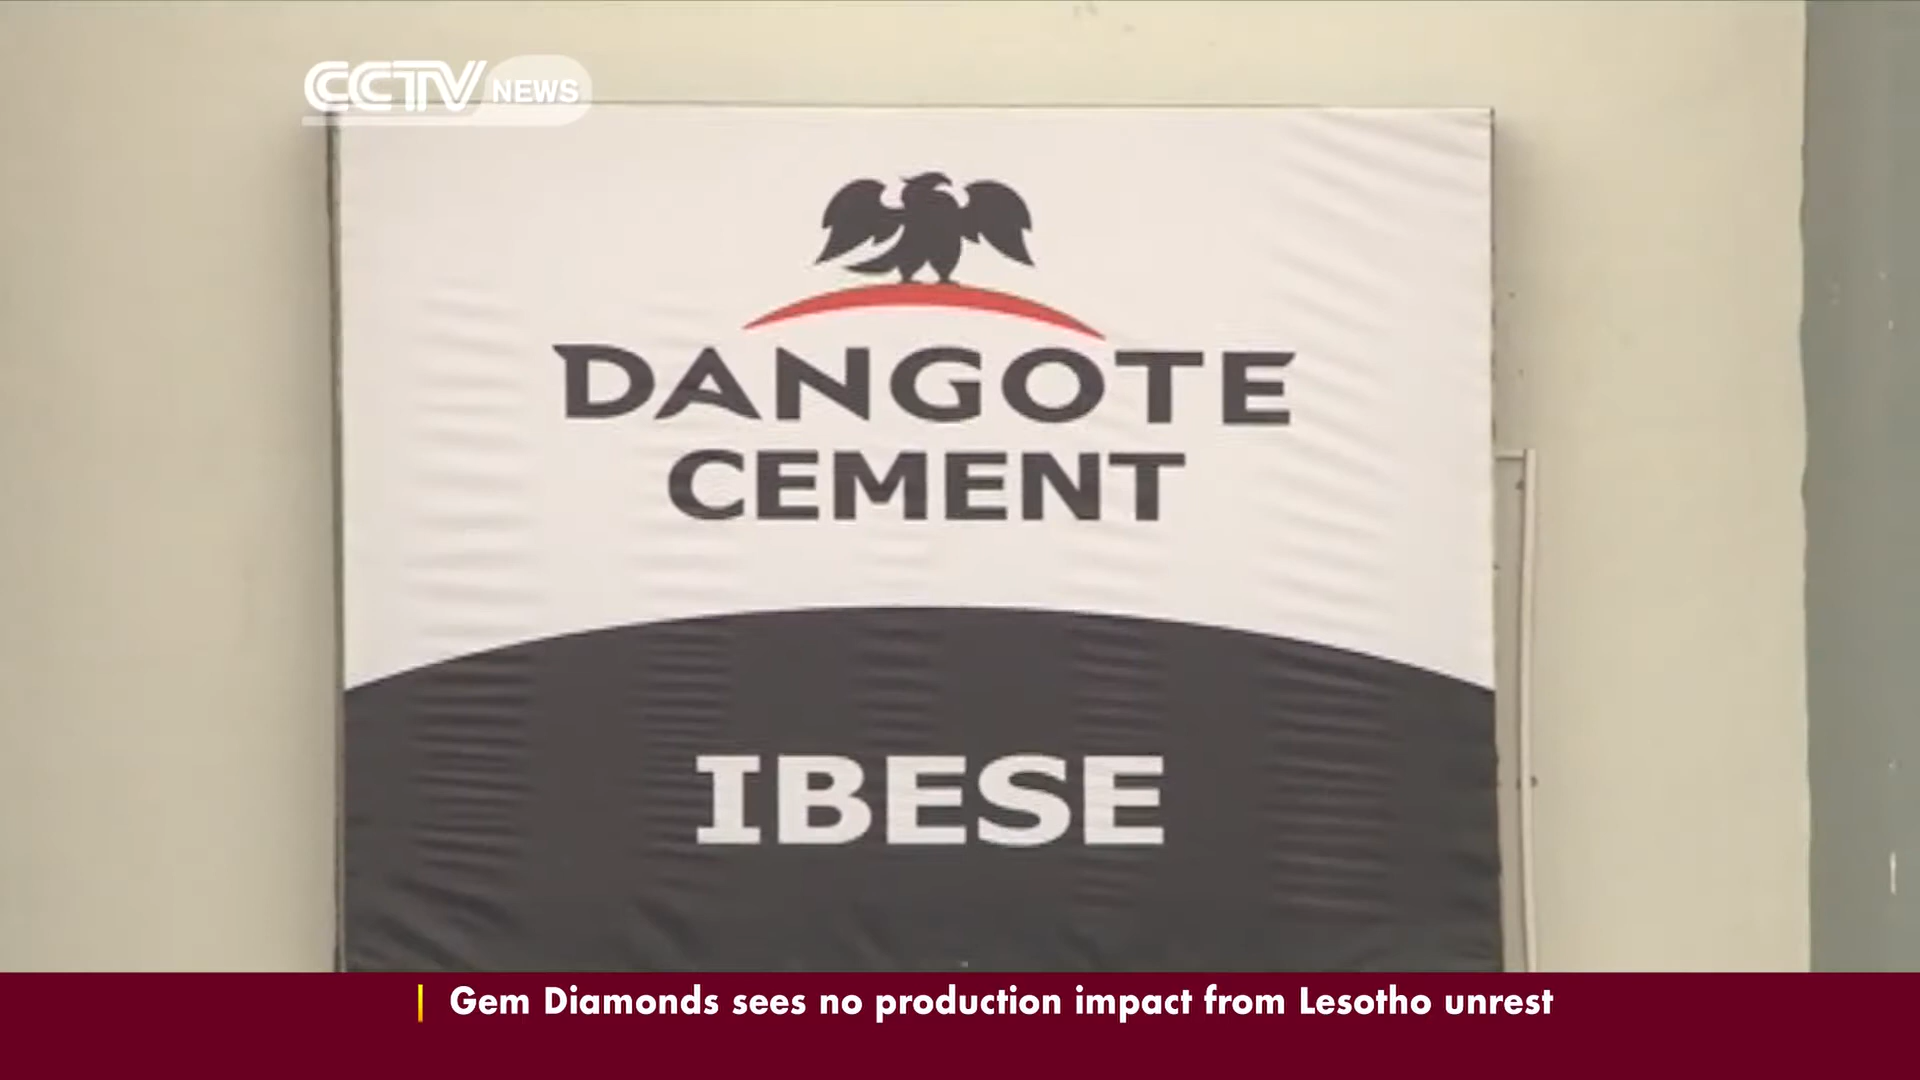 CCTV NEWS
DANGOTE
CEMENT
IBESE
Gem Diamonds sees no production impact from Lesotho unrest